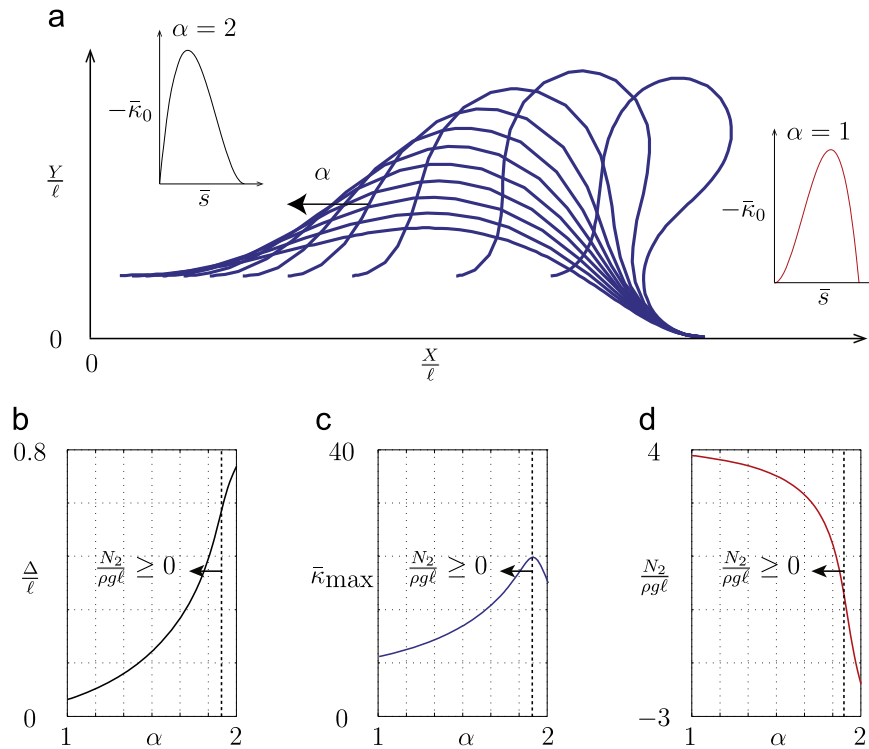 a
α = 2
−κ̄₀
s̄
Y/ℓ
α
α = 1
−κ̄₀
s̄
0
0
X/ℓ
b
0.8
Δ/ℓ
N₂/ρgℓ ≥ 0
0
1
α
2
c
40
κ̄max
N₂/ρgℓ ≥ 0
0
1
α
2
d
4
N₂/ρgℓ
N₂/ρgℓ ≥ 0
−3
1
α
2